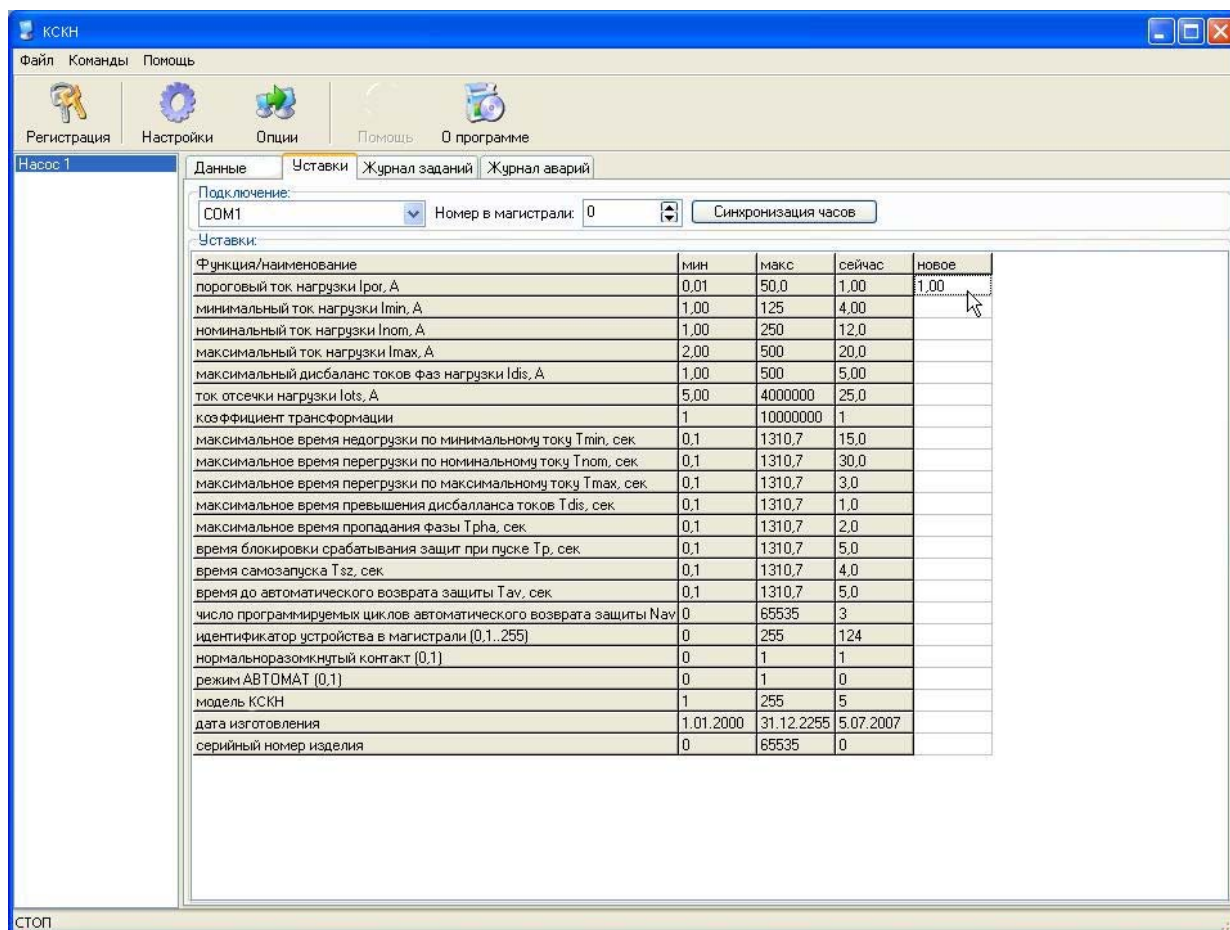 КСКН
Файл Команды Помощь
Регистрация Настройки Опции Помощь О программе
Насос 1
Данные Уставки Журнал заданий Журнал аварий
Подключение:
COM1 Номер в магистрали: 0 Синхронизация часов
Уставки:
Функция/наименование мин макс сейчас новое
пороговый ток нагрузки Ipor, А 0,01 50,0 1,00 1,00
минимальный ток нагрузки Imin, А 1,00 125 4,00
номинальный ток нагрузки Inom, А 1,00 250 12,0
максимальный ток нагрузки Imax, А 2,00 500 20,0
максимальный дисбаланс токов фаз нагрузки Idis, А 1,00 500 5,00
ток отсечки нагрузки Iots, А 5,00 4000000 25,0
коэффициент трансформации 1 10000000 1
максимальное время недогрузки по минимальному току Tmin, сек 0,1 1310,7 15,0
максимальное время перегрузки по номинальному току Tnom, сек 0,1 1310,7 30,0
максимальное время перегрузки по максимальному току Tmax, сек 0,1 1310,7 3,0
максимальное время превышения дисбалланса токов Tdis, сек 0,1 1310,7 1,0
максимальное время пропадания фазы Tpha, сек 0,1 1310,7 2,0
время блокировки срабатывания защит при пуске Tp, сек 0,1 1310,7 5,0
время самозапуска Tsz, сек 0,1 1310,7 4,0
время до автоматического возврата защиты Tav, сек 0,1 1310,7 5,0
число программируемых циклов автоматического возврата защиты Nav 0 65535 3
идентификатор устройства в магистрали (0,1..255) 0 255 124
нормальноразомкнутый контакт (0,1) 0 1 1
режим АВТОМАТ (0,1) 0 1 0
модель КСКН 1 255 5
дата изготовления 1.01.2000 31.12.2255 5.07.2007
серийный номер изделия 0 65535 0
СТОП